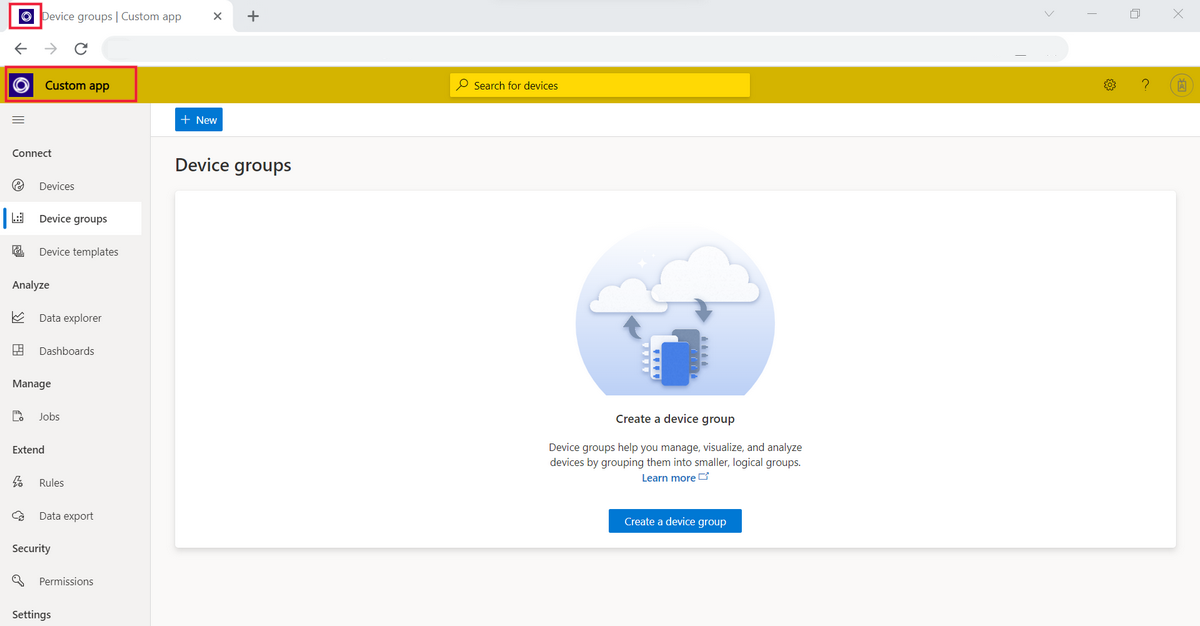 Device groups | Custom app
Custom app
Search for devices
?
+ New
Connect
Device groups
Devices
Device groups
Device templates
Analyze
Data explorer
Dashboards
Manage
Jobs
Extend
Rules
Data export
Security
Permissions
Settings
Create a device group
Device groups help you manage, visualize, and analyze
devices by grouping them into smaller, logical groups.
Learn more
Create a device group